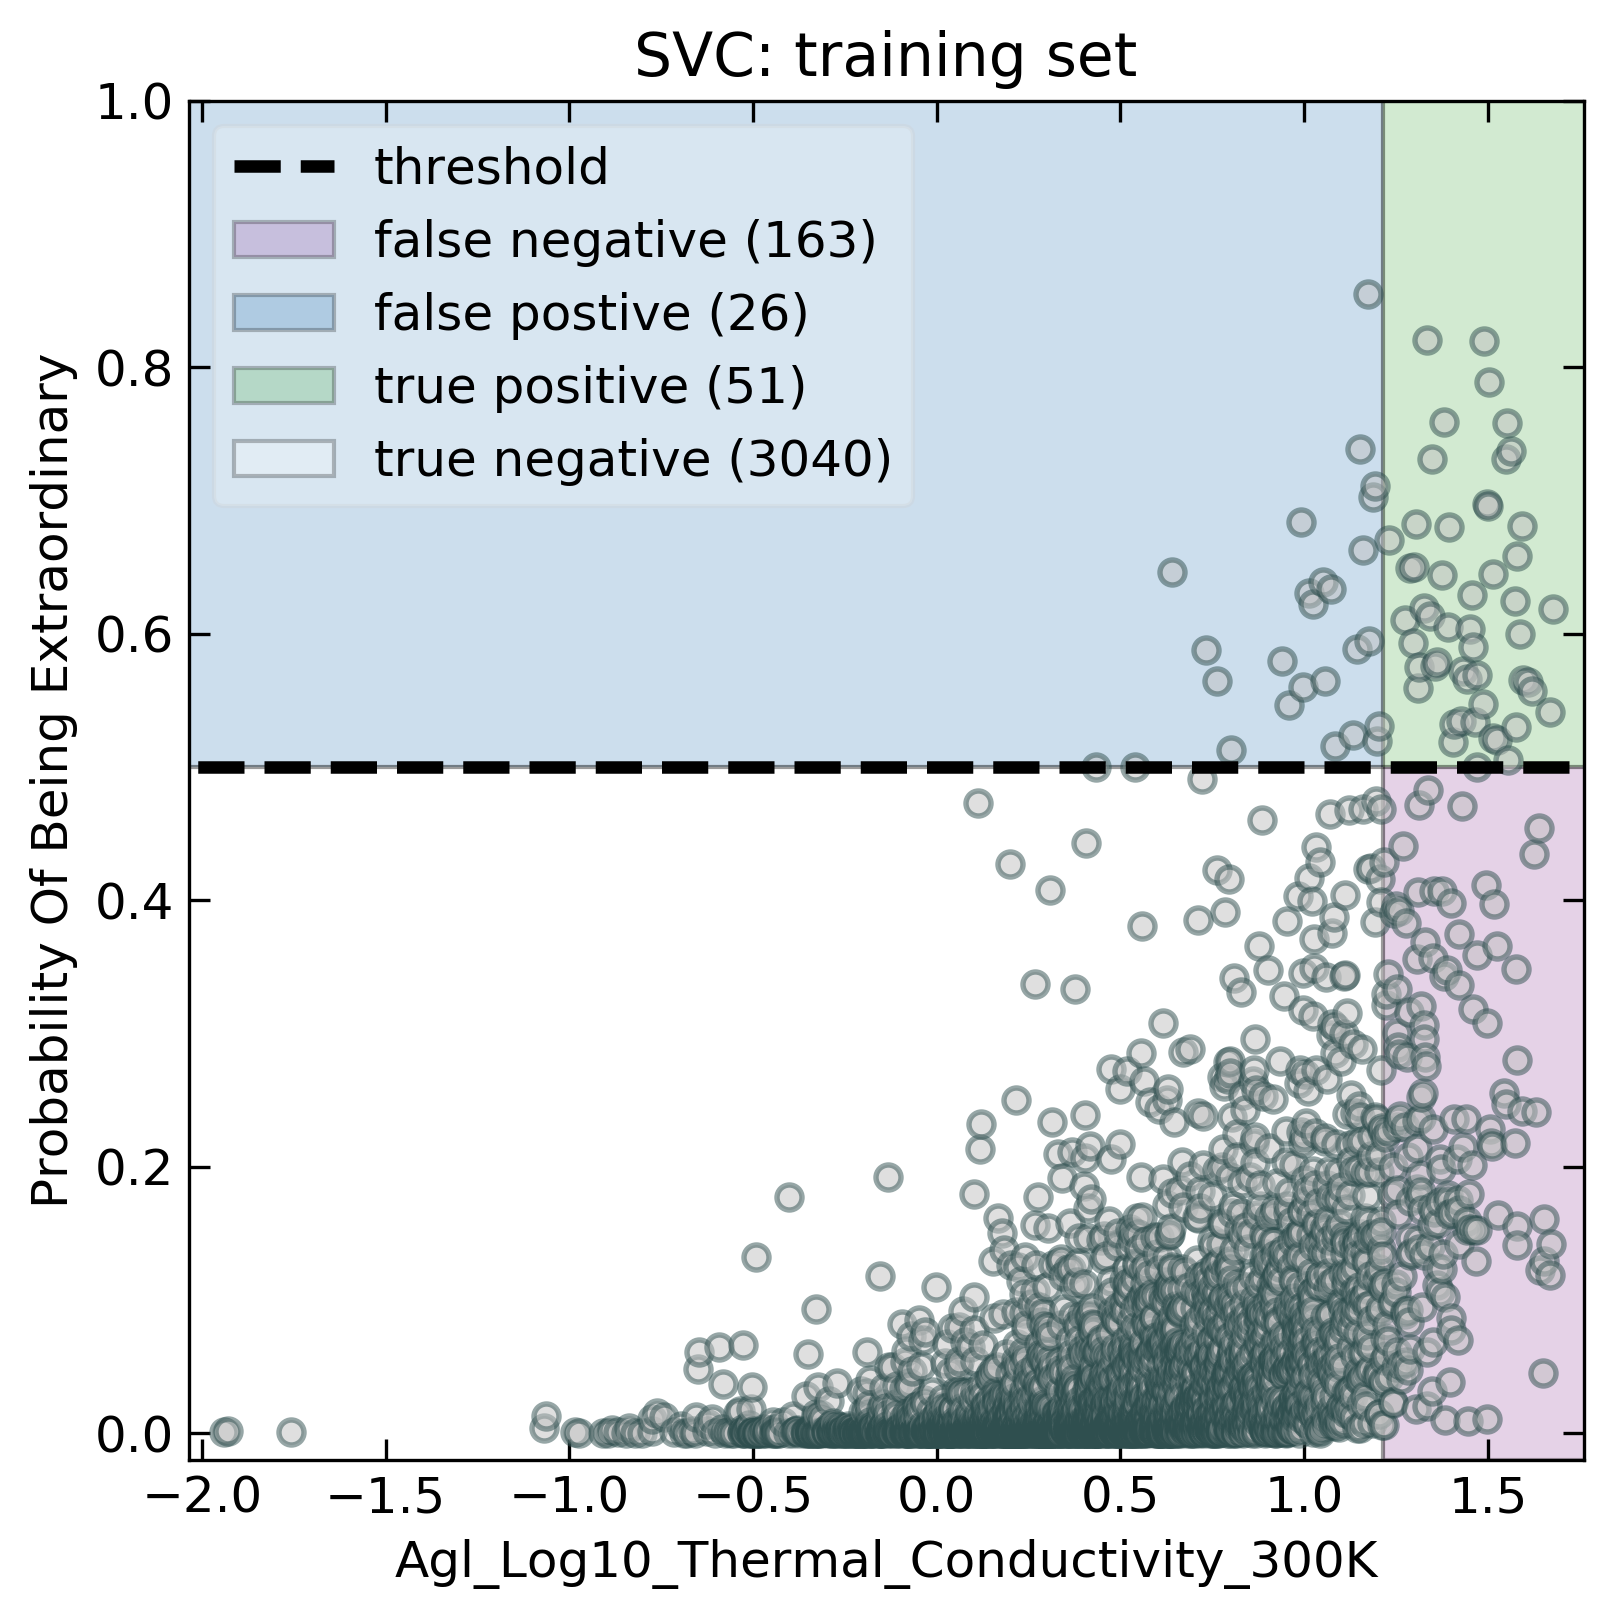 SVC: training set
1.0
0.8
0.6
0.4
0.2
0.0
Probability Of Being Extraordinary
threshold
false negative (163)
false postive (26)
true positive (51)
true negative (3040)
−2.0 −1.5 −1.0 −0.5 0.0 0.5 1.0 1.5
Agl_Log10_Thermal_Conductivity_300K